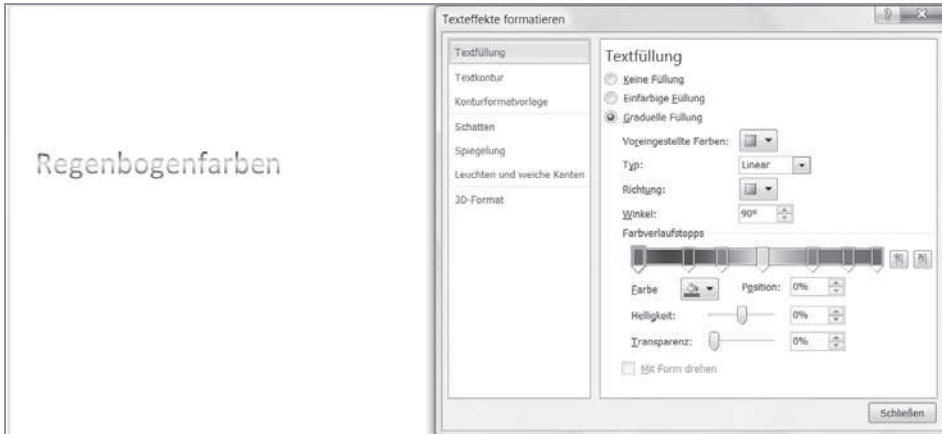 Regenbogenfarben
Texteffekte formatieren
Textfüllung
Textkontur
Konturformatvorlage
Schatten
Spiegelung
Leuchten und weiche Kanten
3D-Format
Textfüllung
Keine Füllung
Einfarbige Füllung
Graduelle Füllung
Voreingestellte Farben:
Typ: Linear
Richtung:
Winkel: 90°
Farbverlaufstopps
Farbe Position: 0%
Helligkeit: 0%
Transparenz: 0%
Mit Form drehen
Schließen